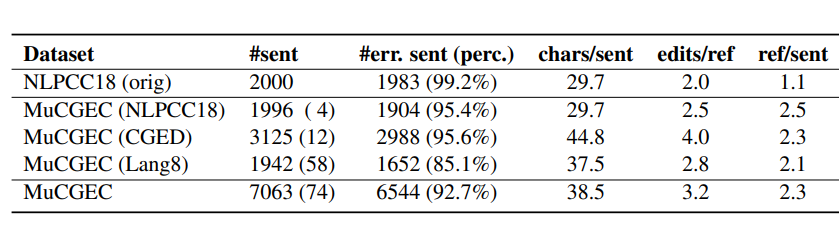 Dataset #sent #err. sent (perc.) chars/sent edits/ref ref/sent
NLPCC18 (orig) 2000 1983 (99.2%) 29.7 2.0 1.1
MuCGEC (NLPCC18) 1996 ( 4) 1904 (95.4%) 29.7 2.5 2.5
MuCGEC (CGED) 3125 (12) 2988 (95.6%) 44.8 4.0 2.3
MuCGEC (Lang8) 1942 (58) 1652 (85.1%) 37.5 2.8 2.1
MuCGEC 7063 (74) 6544 (92.7%) 38.5 3.2 2.3